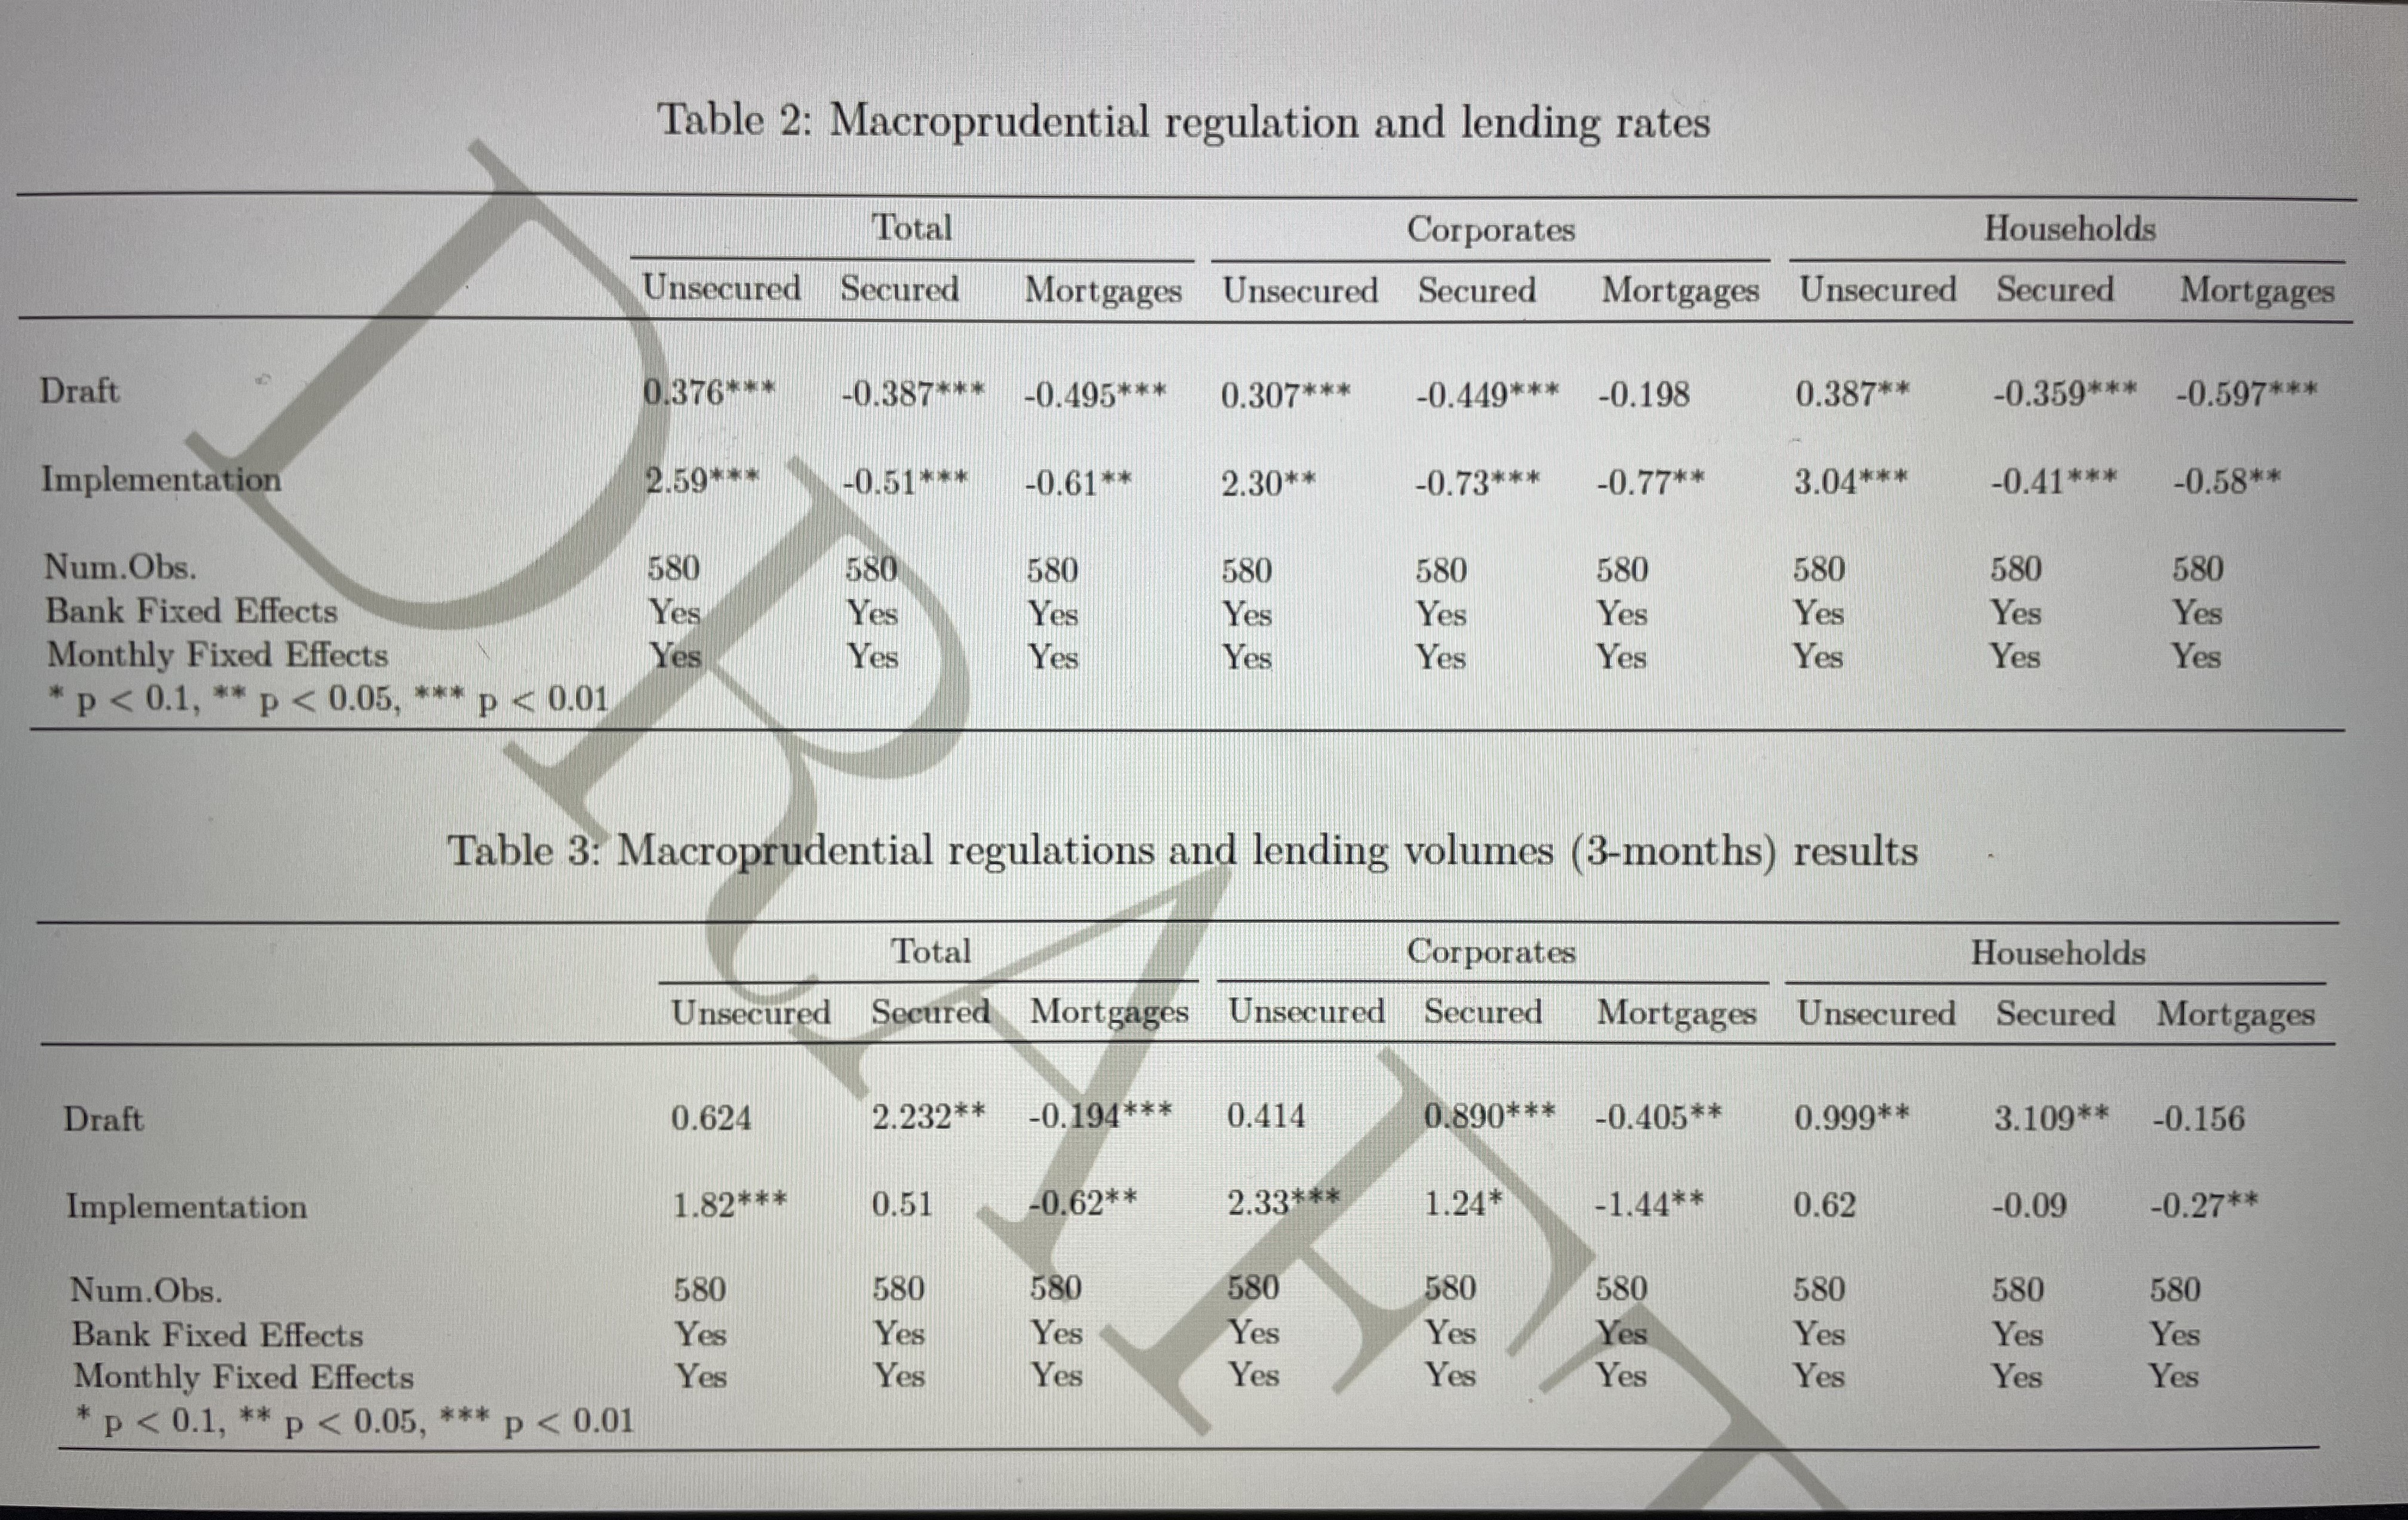 Table 2: Macroprudential regulation and lending rates
Total Corporates Households
Unsecured Secured Mortgages Unsecured Secured Mortgages Unsecured Secured Mortgages
Draft 0.376*** -0.387*** -0.495*** 0.307*** -0.449*** -0.198 0.387** -0.359*** -0.597***
Implementation 2.59*** -0.51*** -0.61** 2.30** -0.73*** -0.77** 3.04*** -0.41*** -0.58**
Num.Obs. 580 580 580 580 580 580 580 580 580
Bank Fixed Effects Yes Yes Yes Yes Yes Yes Yes Yes Yes
Monthly Fixed Effects Yes Yes Yes Yes Yes Yes Yes Yes Yes
* p < 0.1, ** p < 0.05, *** p < 0.01
Table 3: Macroprudential regulations and lending volumes (3-months) results
Total Corporates Households
Unsecured Secured Mortgages Unsecured Secured Mortgages Unsecured Secured Mortgages
Draft 0.624 2.232** -0.194*** 0.414 0.890*** -0.405** 0.999** 3.109** -0.156
Implementation 1.82*** 0.51 -0.62** 2.33*** 1.24* -1.44** 0.62 -0.09 -0.27**
Num.Obs. 580 580 580 580 580 580 580 580 580
Bank Fixed Effects Yes Yes Yes Yes Yes Yes Yes Yes Yes
Monthly Fixed Effects Yes Yes Yes Yes Yes Yes Yes Yes Yes
* p < 0.1, ** p < 0.05, *** p < 0.01
DRAFT